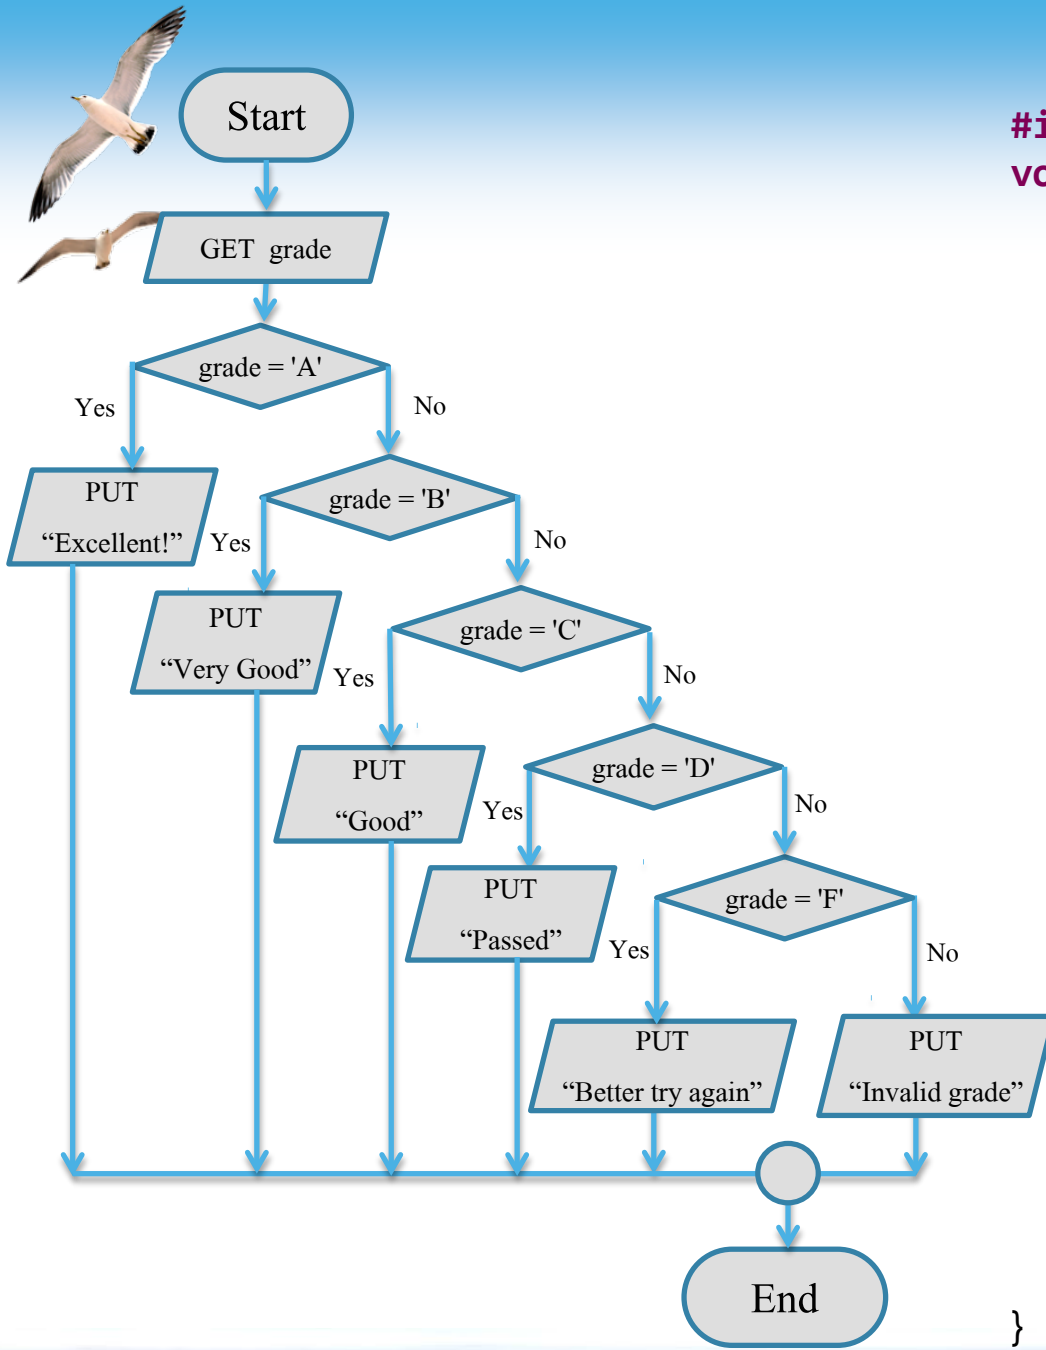 Start
#i
vo
GET grade
grade = 'A'
Yes
No
PUT
“Excellent!”
grade = 'B'
Yes
No
PUT
“Very Good”
grade = 'C'
Yes
No
PUT
“Good”
grade = 'D'
Yes
No
PUT
“Passed”
grade = 'F'
Yes
No
PUT
“Better try again”
PUT
“Invalid grade”
End
}